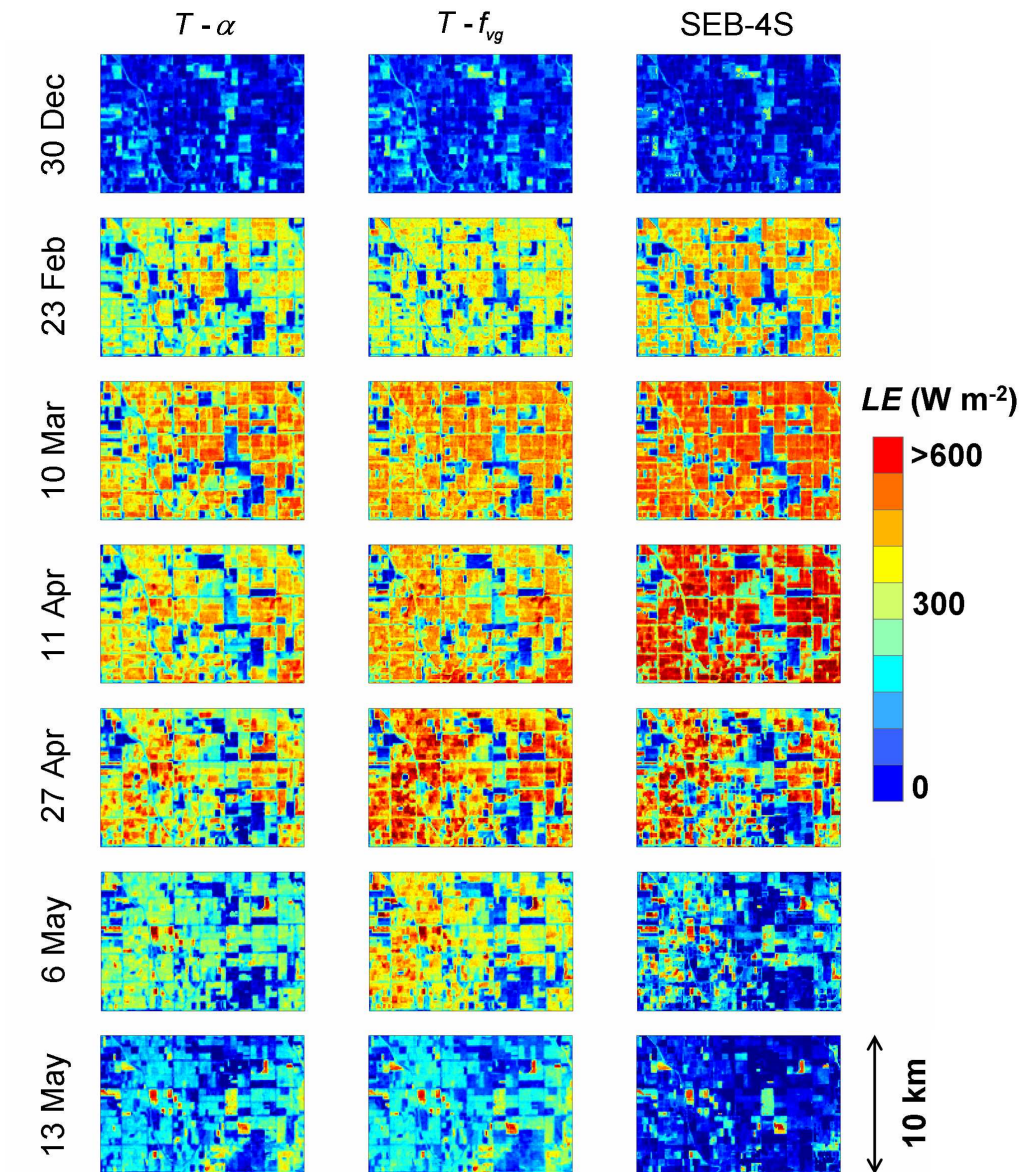 T - α
T - fvg
SEB-4S
30 Dec
23 Feb
10 Mar
11 Apr
27 Apr
6 May
13 May
LE (W m-2)
>600
300
0
10 km